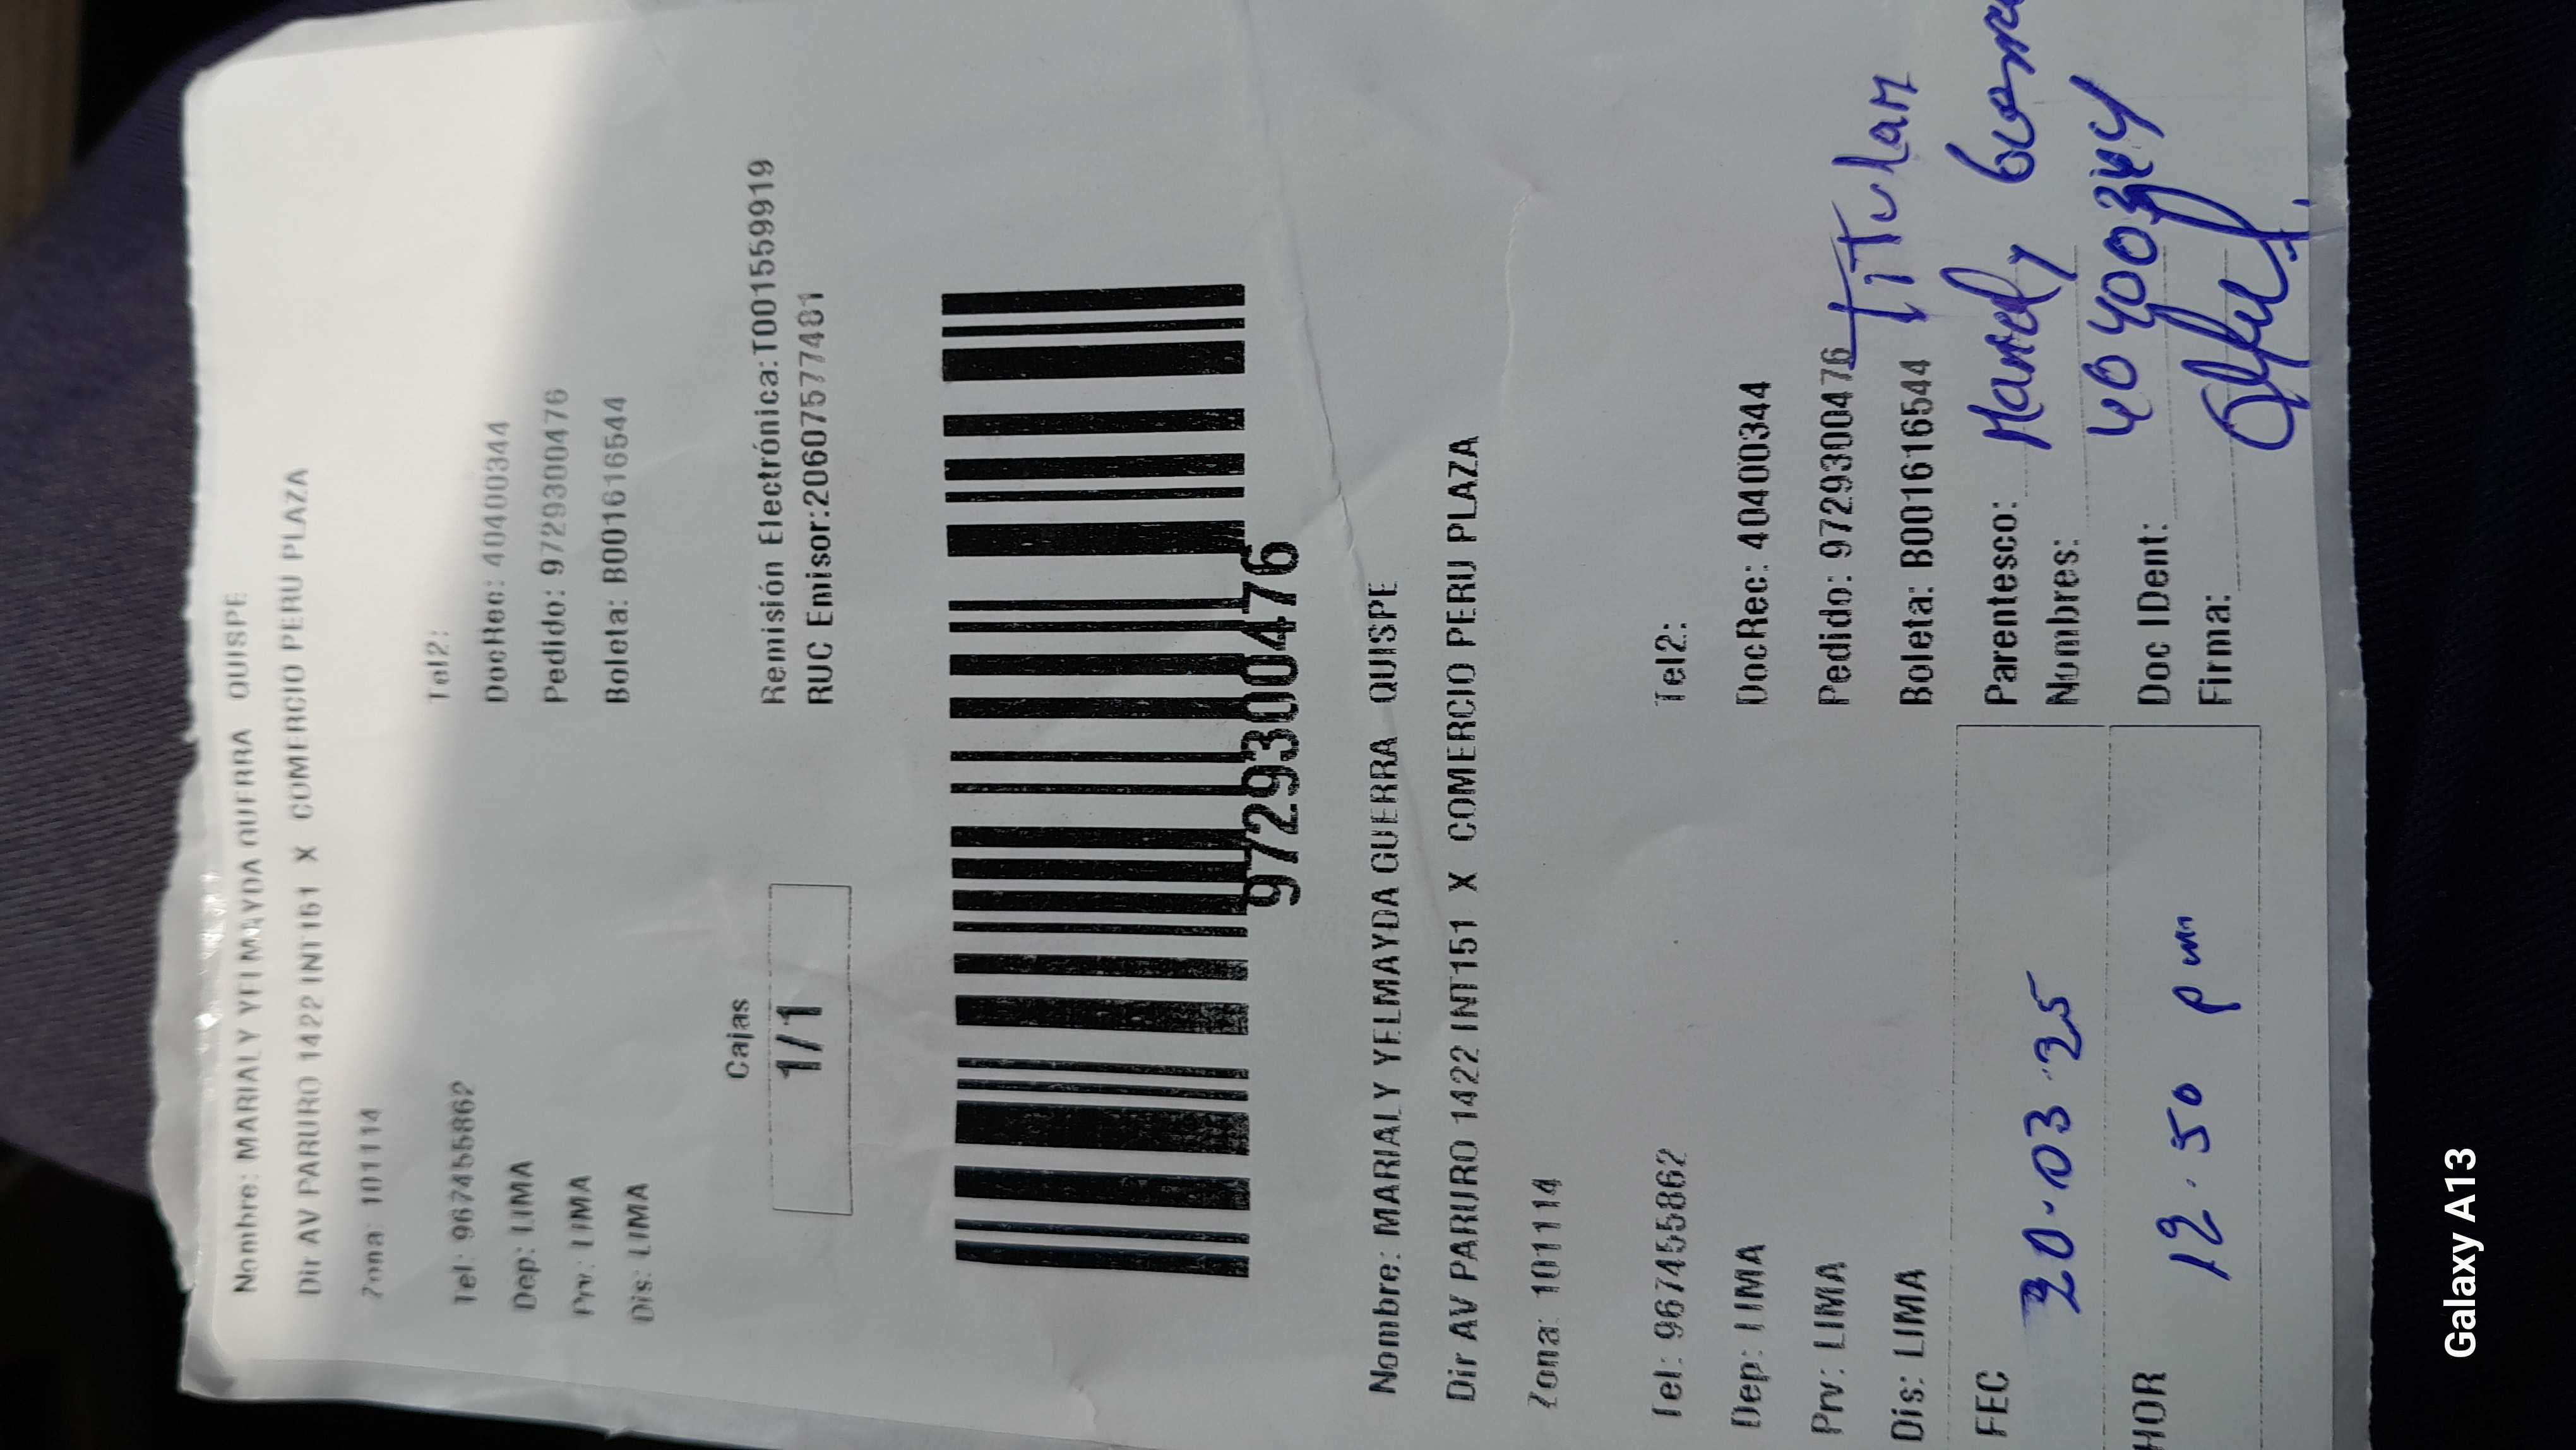 Nombre: MARIALY YELMAYDA GUERRA QUISPE
Dir AV PARURO 1422 INT151 X COMERCIO PERU PLAZA
Zona: 101114
Tel: 967455862
Tel2:
Dep: LIMA
DocRec: 40400344
Prv: LIMA
Pedido: 9729300476
Dis: LIMA
Boleta: B001616544
Cajas
1/1
Remisión Electrónica:T001559919
RUC Emisor:20607577481
9729300476
Nombre: MARIALY YELMAYDA GUERRA QUISPE
Dir AV PARURO 1422 INT151 X COMERCIO PERU PLAZA
Zona: 101114
Tel: 967455862
Tel2:
Dep: LIMA
DocRec: 40400344
Prv: LIMA
Pedido: 9729300476
Dis: LIMA
Boleta: B001616544
FEC
20.03.25
Parentesco: Titular
Nombres:
HOR
12.50 pm
Doc IDent: 40400344
Firma:
Galaxy A13